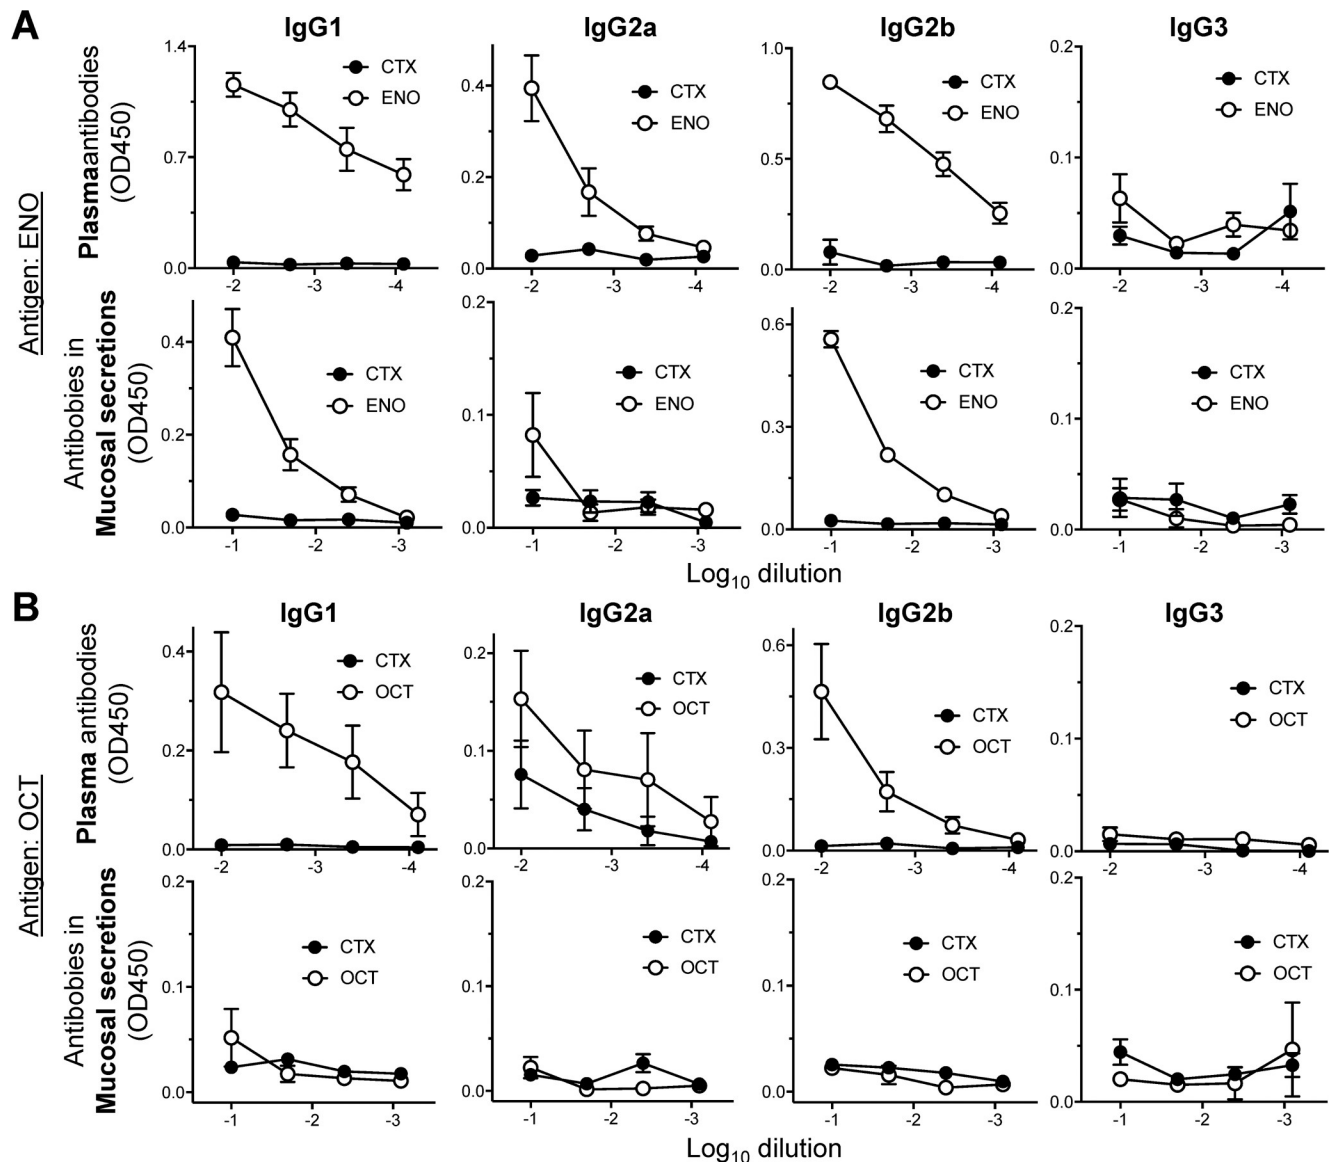 A
IgG1
IgG2a
IgG2b
IgG3
Antigen: ENO
Plasmaantibodies
(OD450)
1.4
0.7
0.0
-2
-3
-4
CTX
ENO
0.4
0.2
0.0
-2
-3
-4
CTX
ENO
1.0
0.5
0.0
-2
-3
-4
CTX
ENO
0.2
0.1
0.0
-2
-3
-4
CTX
ENO
Antibobies in
Mucosal secretions
(OD450)
0.4
0.2
0.0
-1
-2
-3
CTX
ENO
0.2
0.1
0.0
-1
-2
-3
CTX
ENO
0.6
0.3
0.0
-1
-2
-3
CTX
ENO
0.2
0.1
0.0
-1
-2
-3
CTX
ENO
Log10 dilution
B
IgG1
IgG2a
IgG2b
IgG3
Antigen: OCT
Plasma antibodies
(OD450)
0.4
0.2
0.0
-2
-3
-4
CTX
OCT
0.2
0.1
0.0
-2
-3
-4
CTX
OCT
0.6
0.3
0.0
-2
-3
-4
CTX
OCT
0.2
0.1
0.0
-2
-3
-4
CTX
OCT
Antibobies in
Mucosal secretions
(OD450)
0.2
0.1
0.0
-1
-2
-3
CTX
OCT
0.2
0.1
0.0
-1
-2
-3
CTX
OCT
0.2
0.1
0.0
-1
-2
-3
CTX
OCT
0.2
0.1
0.0
-1
-2
-3
CTX
OCT
Log10 dilution